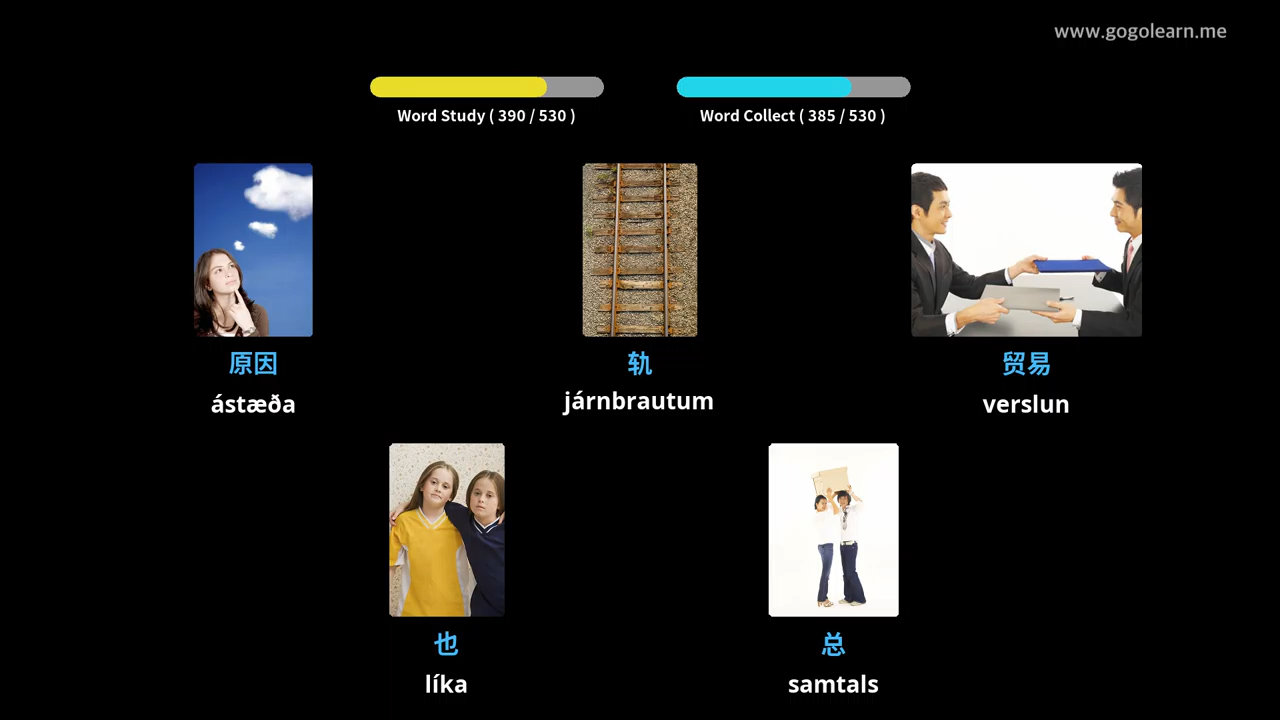 www.gogolearn.me
Word Study ( 390 / 530 )
Word Collect ( 385 / 530 )
原因
ástæða
轨
járnbrautum
贸易
verslun
也
líka
总
samtals